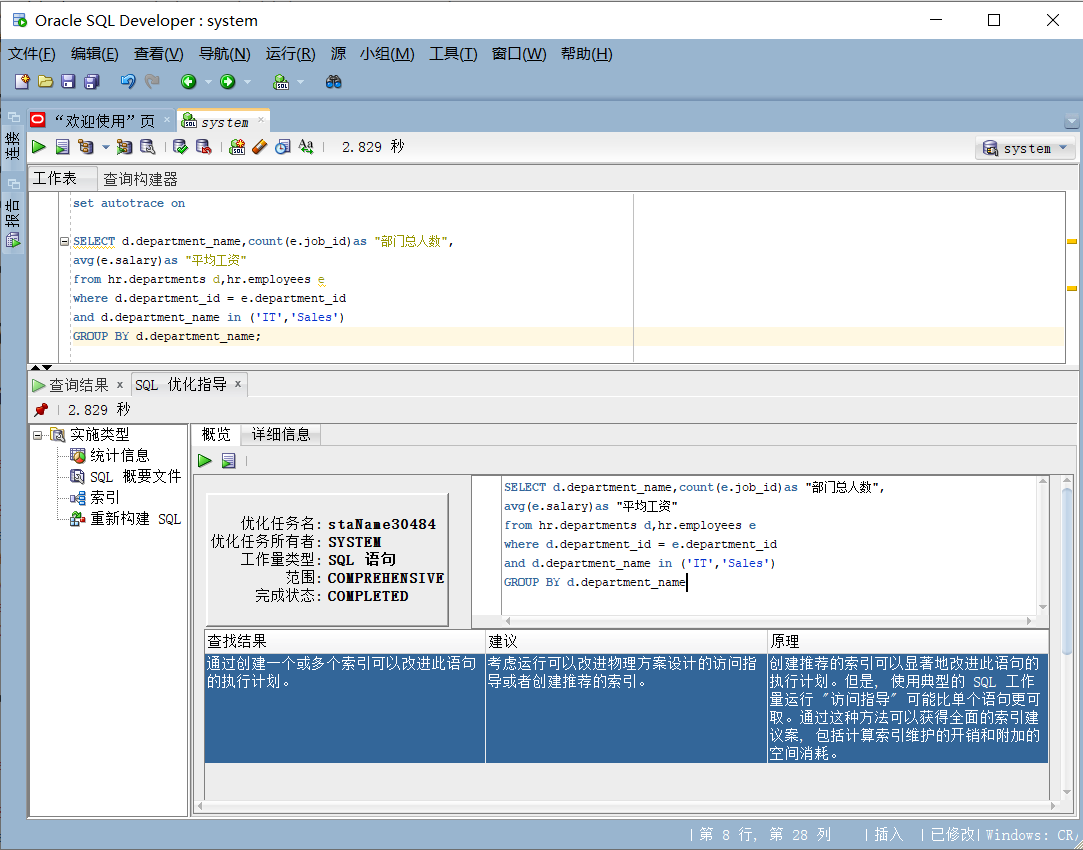 Oracle SQL Developer : system
文件(F) 编辑(E) 查看(V) 导航(N) 运行(R) 源 小组(M) 工具(T) 窗口(W) 帮助(H)
连接
报告
“欢迎使用”页 system
2.829 秒 system
工作表 查询构建器
set autotrace on
SELECT d.department_name,count(e.job_id)as "部门总人数",
avg(e.salary)as "平均工资"
from hr.departments d,hr.employees e
where d.department_id = e.department_id
and d.department_name in ('IT','Sales')
GROUP BY d.department_name;
查询结果 x SQL 优化指导 x
2.829 秒
实施类型
统计信息
SQL 概要文件
索引
重新构建 SQL
概览 详细信息
优化任务名: staName30484
优化任务所有者: SYSTEM
工作量类型: SQL 语句
范围: COMPREHENSIVE
完成状态: COMPLETED
SELECT d.department_name,count(e.job_id)as "部门总人数",
avg(e.salary)as "平均工资"
from hr.departments d,hr.employees e
where d.department_id = e.department_id
and d.department_name in ('IT','Sales')
GROUP BY d.department_name
查找结果 建议 原理
通过创建一个或多个索引可以改进此语句
的执行计划。
考虑运行可以改进物理方案设计的访问指
导或者创建推荐的索引。
创建推荐的索引可以显著地改进此语句的
执行计划。但是, 使用典型的 SQL 工作
量运行 "访问指导" 可能比单个语句更可
取。通过这种方法可以获得全面的索引建
议案, 包括计算索引维护的开销和附加的
空间消耗。
| 第 8 行, 第 28 列 | 插入 | 已修改| Windows: CR/